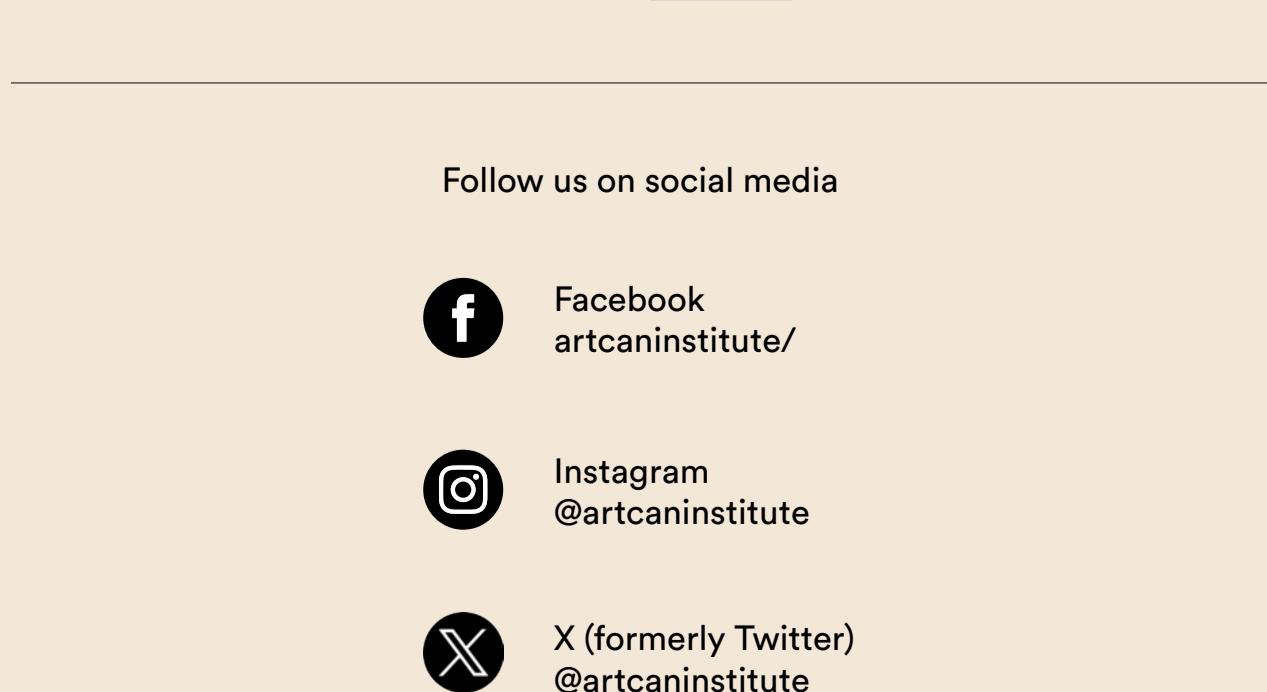 Follow us on social media
Facebook
artcaninstitute/
Instagram
@artcaninstitute
X (formerly Twitter)
@artcaninstitute